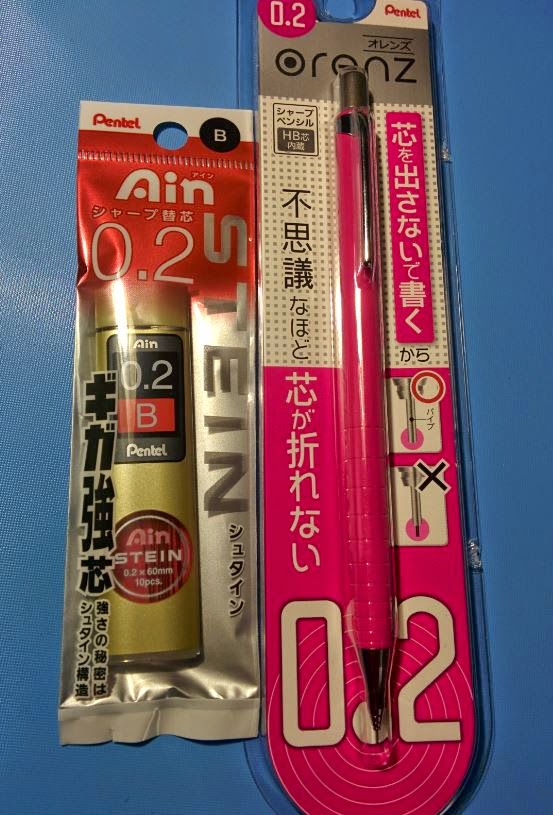 Pentel
B
Ain
アイン
シャープ替芯
0.2
STEIN
シュタイン
Ain
0.2
B
Pentel
ギガ強芯
Ain
STEIN
0.2×60mm
10pcs.
強さの秘密は
シュタイン構造
0.2
Pentel
オレンズ
orenz
シャープ
ペンシル
HB芯
内蔵
芯を出さないで書く
から
不思議なほど
芯が折れない
パイプ
0.2